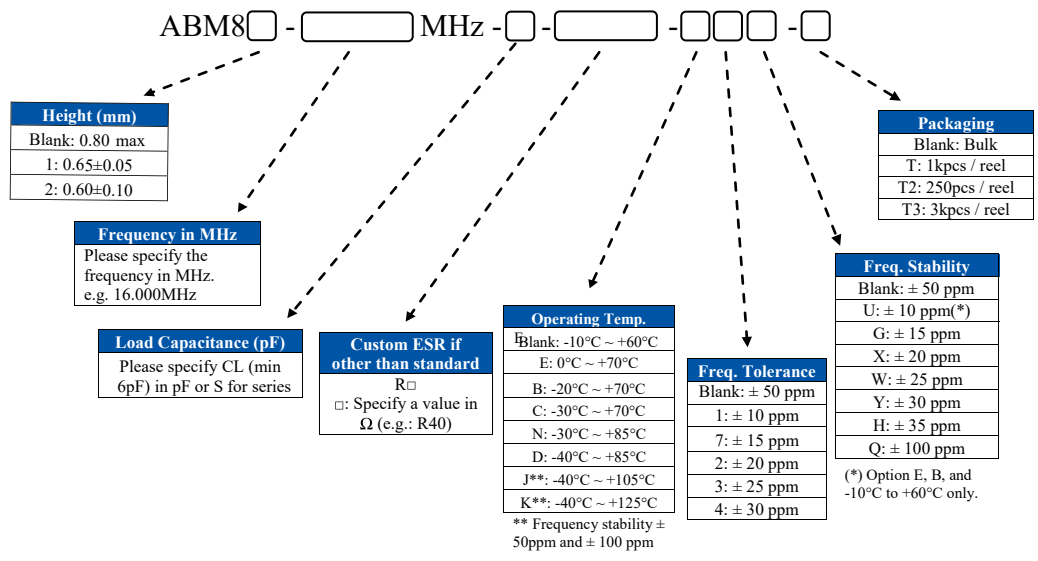 ABM8□ - □ MHz - □ - □ - □□□ - □
Height (mm)
Blank: 0.80 max
1: 0.65±0.05
2: 0.60±0.10
Packaging
Blank: Bulk
T: 1kpcs / reel
T2: 250pcs / reel
T3: 3kpcs / reel
Frequency in MHz
Please specify the
frequency in MHz.
e.g. 16.000MHz
Load Capacitance (pF)
Please specify CL (min
6pF) in pF or S for series
Custom ESR if
other than standard
R□
□: Specify a value in
Ω (e.g.: R40)
Operating Temp.
Blank: -10°C ~ +60°C
E: 0°C ~ +70°C
B: -20°C ~ +70°C
C: -30°C ~ +70°C
N: -30°C ~ +85°C
D: -40°C ~ +85°C
J**: -40°C ~ +105°C
K**: -40°C ~ +125°C
** Frequency stability ±
50ppm and ± 100 ppm
Freq. Tolerance
Blank: ± 50 ppm
1: ± 10 ppm
7: ± 15 ppm
2: ± 20 ppm
3: ± 25 ppm
4: ± 30 ppm
Freq. Stability
Blank: ± 50 ppm
U: ± 10 ppm(*)
G: ± 15 ppm
X: ± 20 ppm
W: ± 25 ppm
Y: ± 30 ppm
H: ± 35 ppm
Q: ± 100 ppm
(*) Option E, B, and
-10°C to +60°C only.